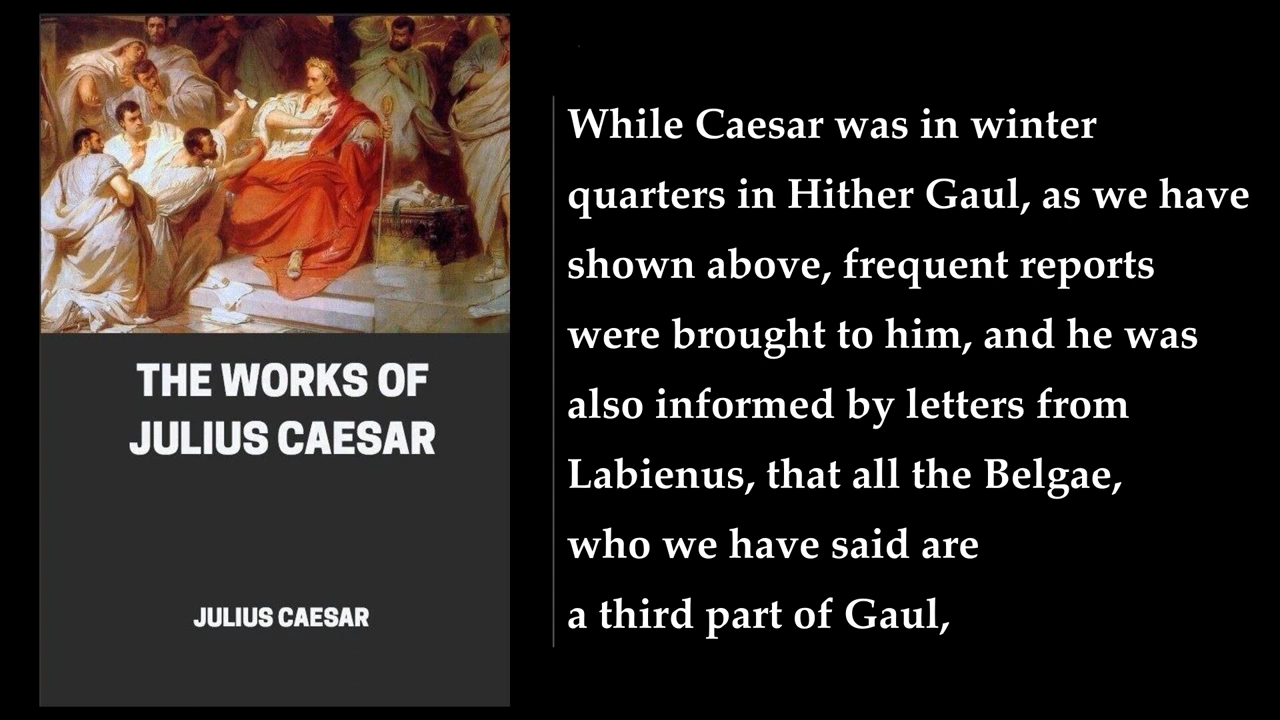 THE WORKS OF
JULIUS CAESAR
JULIUS CAESAR
While Caesar was in winter
quarters in Hither Gaul, as we have
shown above, frequent reports
were brought to him, and he was
also informed by letters from
Labienus, that all the Belgae,
who we have said are
a third part of Gaul,